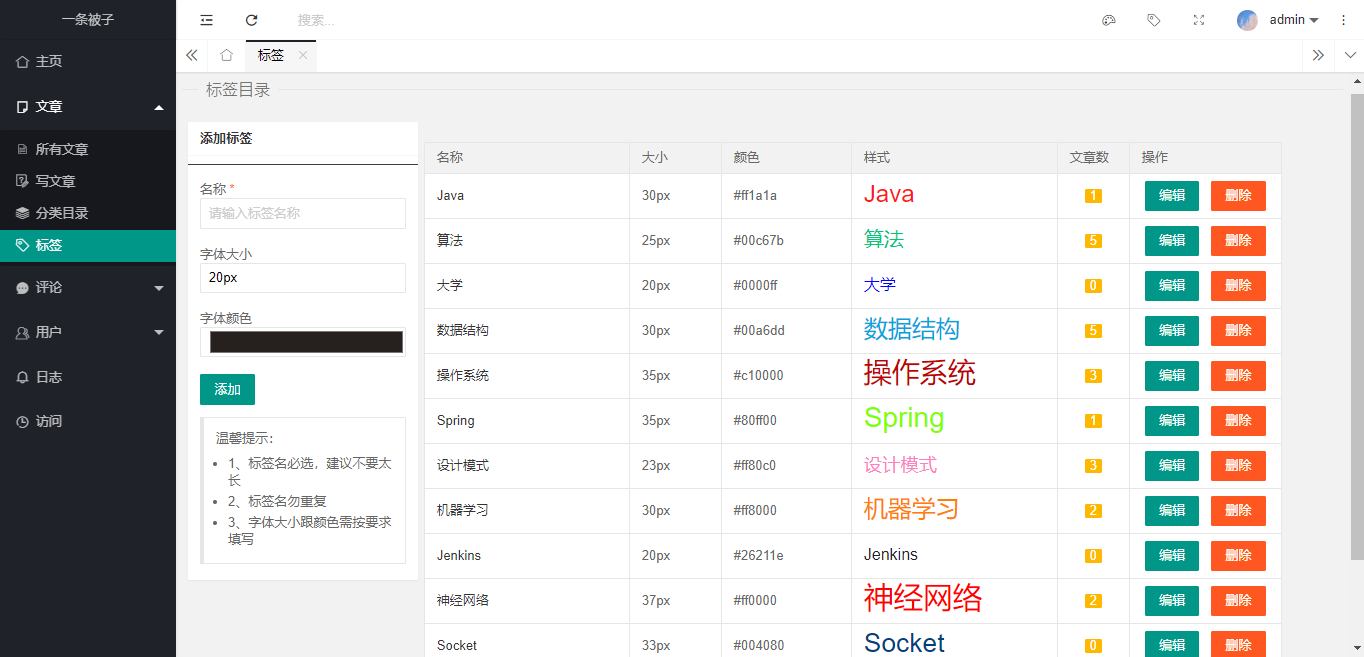 一条被子
搜索...
admin
主页
标签
文章
所有文章
写文章
分类目录
标签
评论
用户
日志
访问
标签目录
添加标签
名称 *
请输入标签名称
字体大小
20px
字体颜色
添加
温馨提示：
1、标签名必选，建议不要太
长
2、标签名勿重复
3、字体大小跟颜色需按要求
填写
名称 大小 颜色 样式 文章数 操作
Java 30px #ff1a1a Java 1 编辑 删除
算法 25px #00c67b 算法 5 编辑 删除
大学 20px #0000ff 大学 0 编辑 删除
数据结构 30px #00a6dd 数据结构 5 编辑 删除
操作系统 35px #c10000 操作系统 3 编辑 删除
Spring 35px #80ff00 Spring 1 编辑 删除
设计模式 23px #ff80c0 设计模式 3 编辑 删除
机器学习 30px #ff8000 机器学习 2 编辑 删除
Jenkins 20px #26211e Jenkins 0 编辑 删除
神经网络 37px #ff0000 神经网络 2 编辑 删除
Socket 33px #004080 Socket 0 编辑 删除